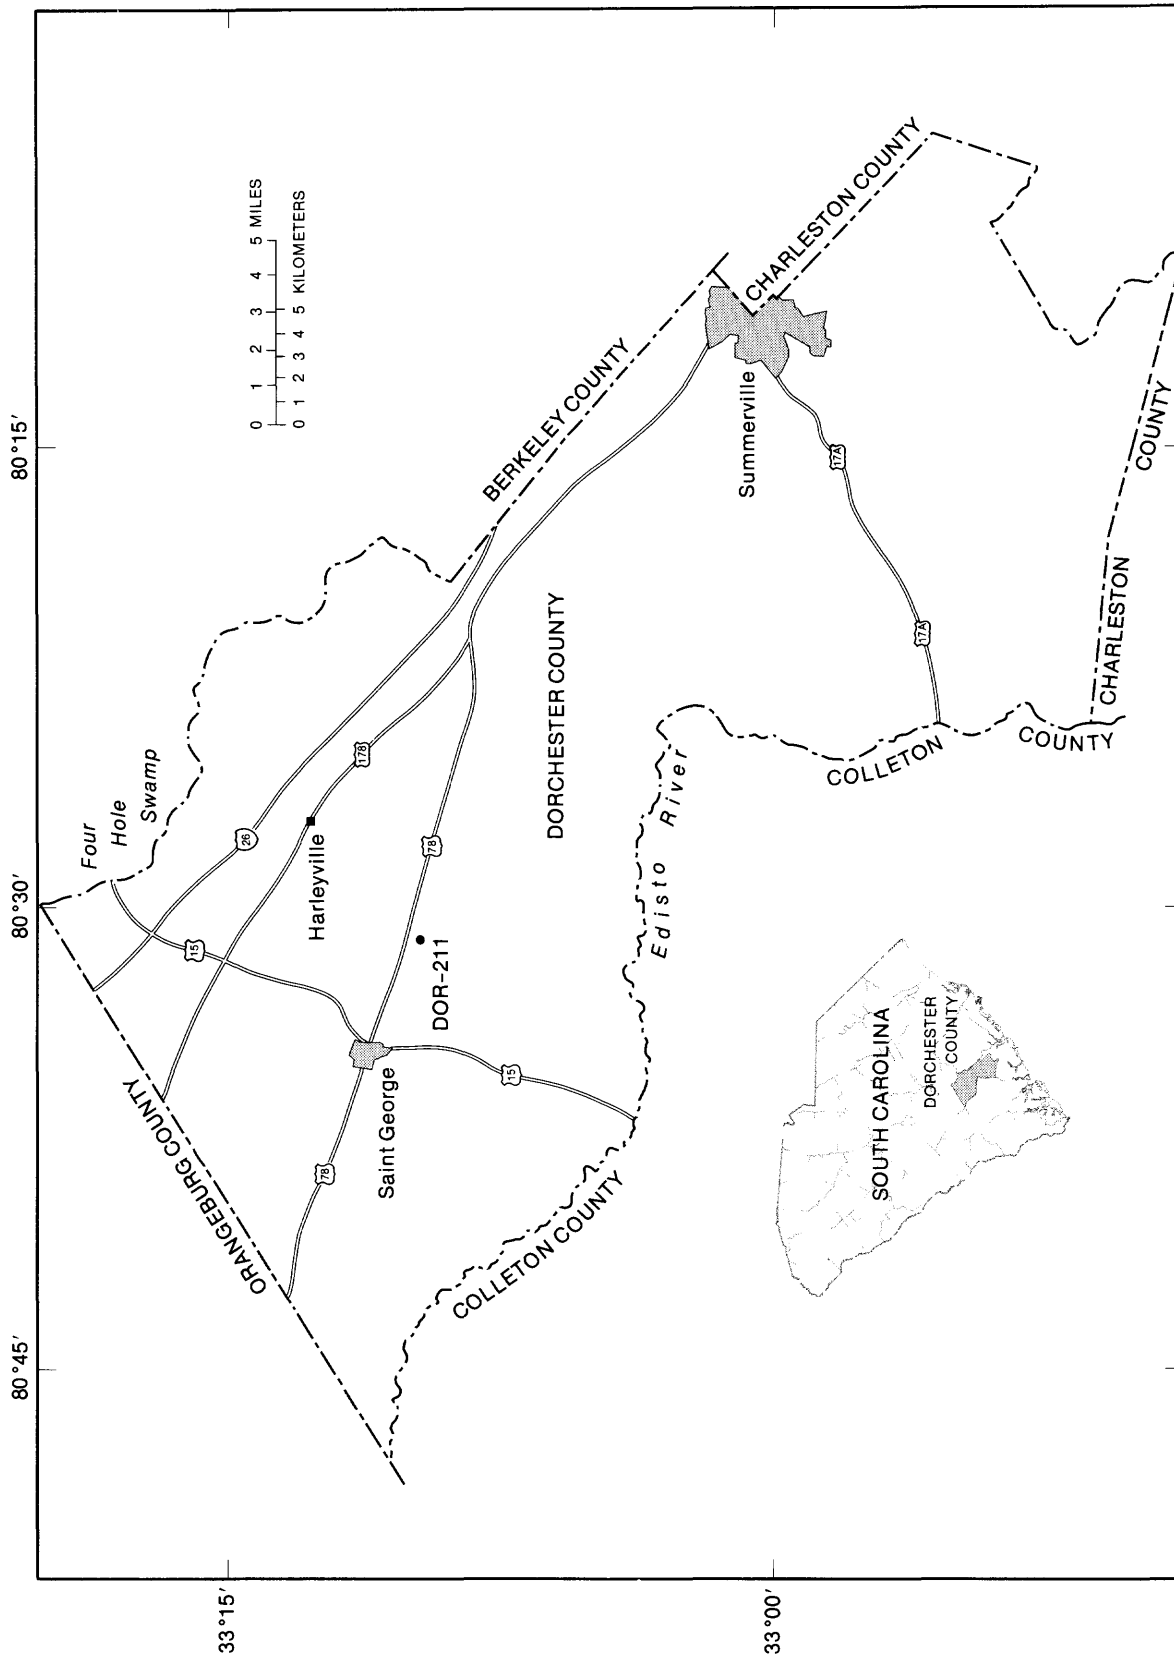 80°45′
80°30′
80°15′
33°15′
33°00′
ORANGEBURG COUNTY
Four
Hole
Swamp
0 1 2 3 4 5 MILES
0 1 2 3 4 5 KILOMETERS
15
26
178
Harleyville
BERKELEY COUNTY
78
Saint George
78
DOR-211
15
COLLETON COUNTY
DORCHESTER COUNTY
Edisto River
Summerville
CHARLESTON COUNTY
17A
17A
COLLETON
COUNTY
CHARLESTON
COUNTY
SOUTH CAROLINA
DORCHESTER
COUNTY